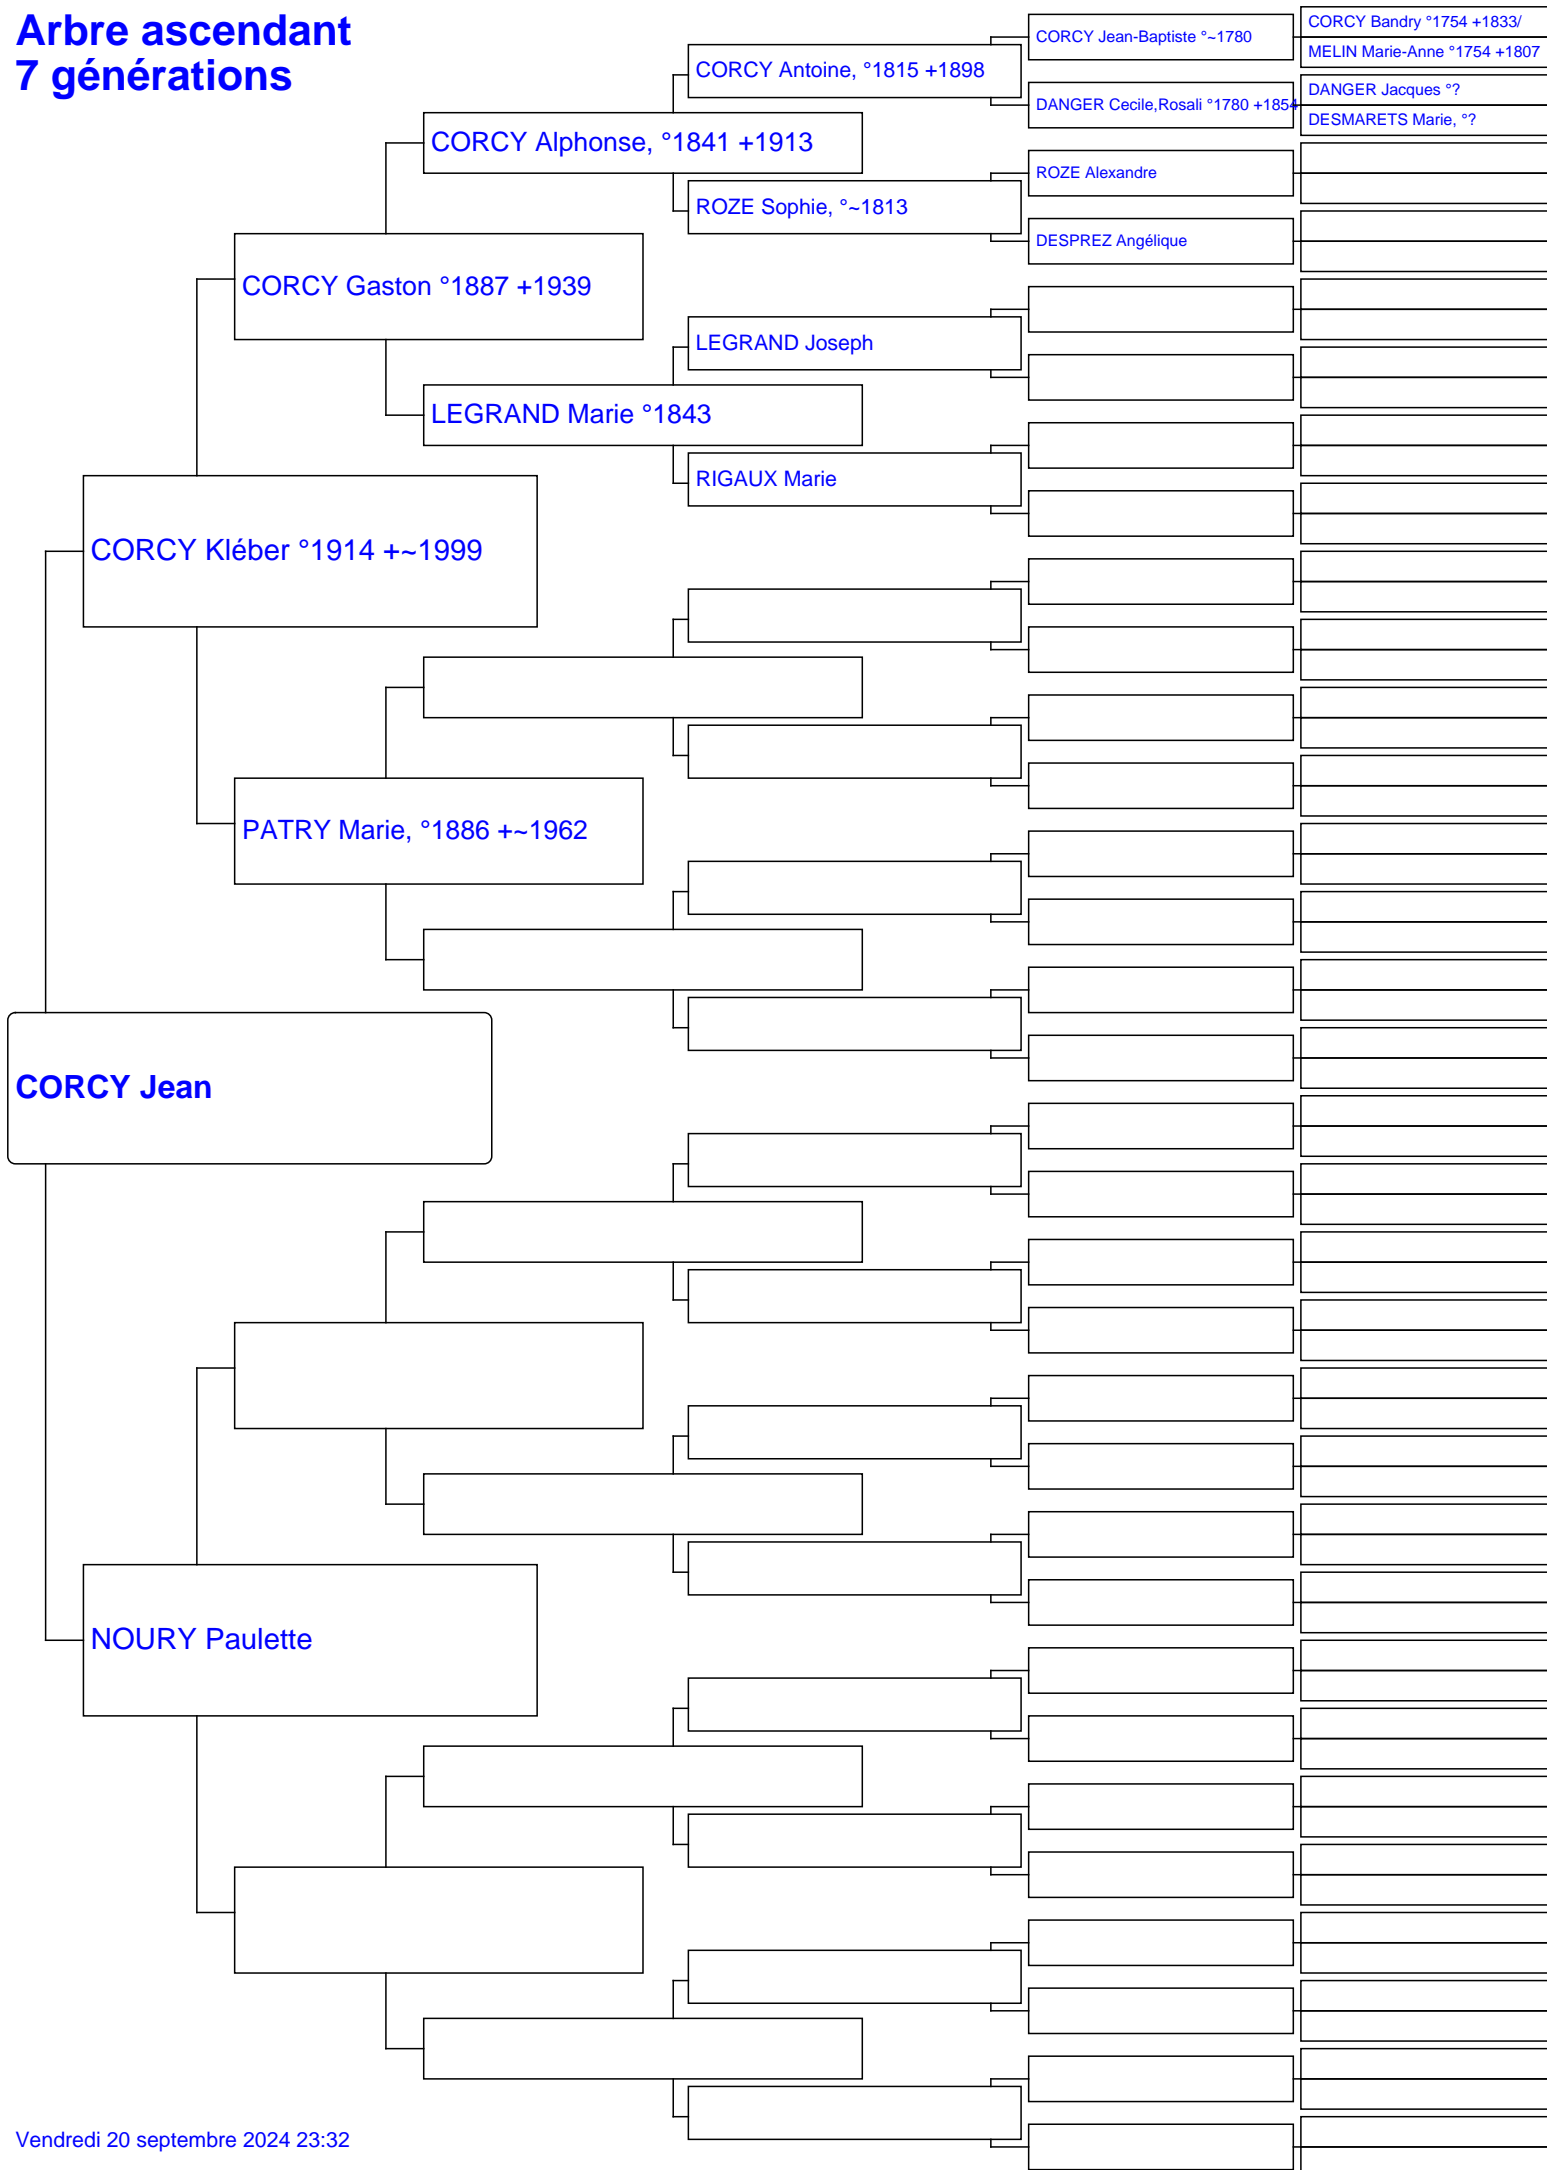 Arbre ascendant
7 générations
CORCY Bandry °1754 +1833/
CORCY Jean-Baptiste °~1780
MELIN Marie-Anne °1754 +1807
CORCY Antoine, °1815 +1898
DANGER Jacques °?
DANGER Cecile,Rosali °1780 +1854
DESMARETS Marie, °?
CORCY Alphonse, °1841 +1913
ROZE Alexandre
ROZE Sophie, °~1813
DESPREZ Angélique
CORCY Gaston °1887 +1939
LEGRAND Joseph
LEGRAND Marie °1843
RIGAUX Marie
CORCY Kléber °1914 +~1999
PATRY Marie, °1886 +~1962
CORCY Jean
NOURY Paulette
Vendredi 20 septembre 2024 23:32